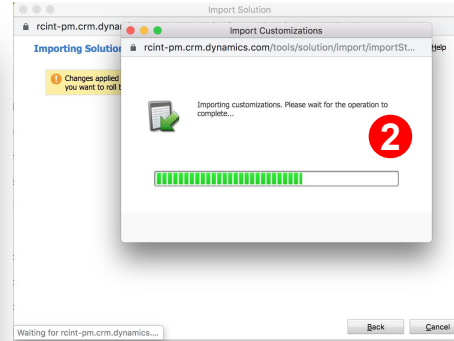 Import Solution
rcint-pm.crm.dynar
Importing Solution
Help
Changes applied
you want to roll b
Import Customizations
rcint-pm.crm.dynamics.com/tools/solution/import/importSt...
Importing customizations. Please wait for the operation to
complete...
2
Back
Cancel
Waiting for rcint-pm.crm.dynamics....